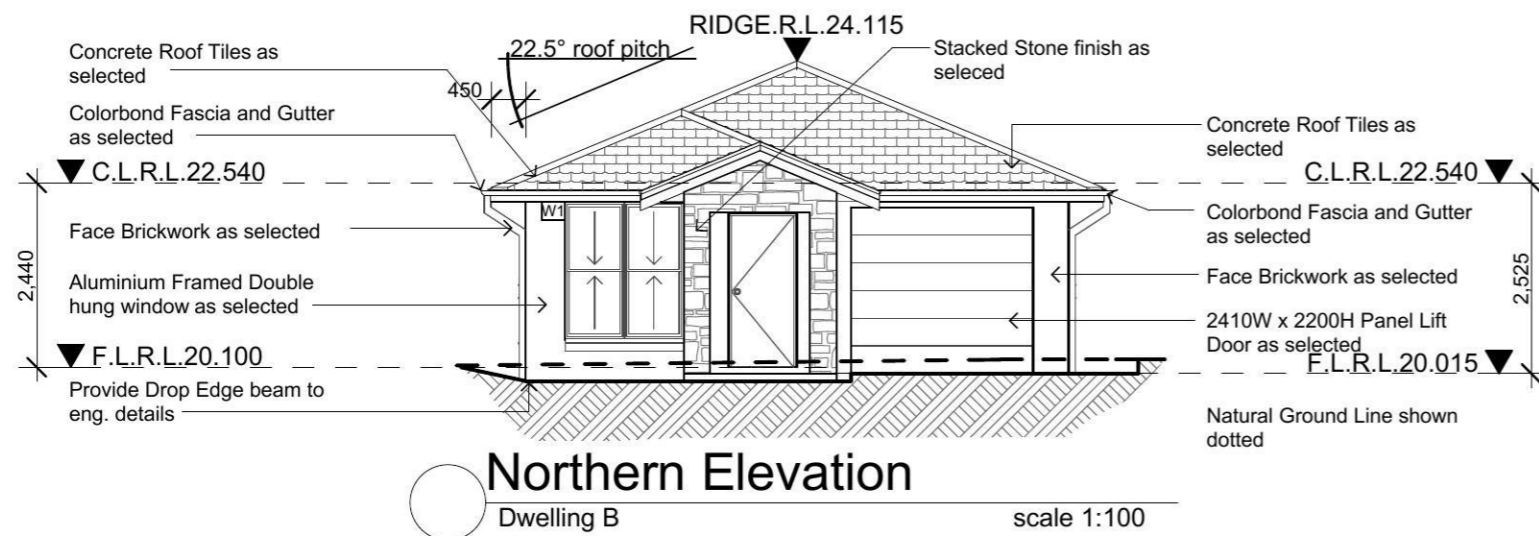 RIDGE.R.L.24.115
Concrete Roof Tiles as
selected
22.5° roof pitch
450
Stacked Stone finish as
seleced
Colorbond Fascia and Gutter
as selected
Concrete Roof Tiles as
selected
C.L.R.L.22.540
C.L.R.L.22.540
W1
Face Brickwork as selected
Colorbond Fascia and Gutter
as selected
2,440
Aluminium Framed Double
hung window as selected
Face Brickwork as selected
2,525
2410W x 2200H Panel Lift
Door as selected
F.L.R.L.20.100
F.L.R.L.20.015
Provide Drop Edge beam to
eng. details
Natural Ground Line shown
dotted
Northern Elevation
Dwelling B
scale 1:100